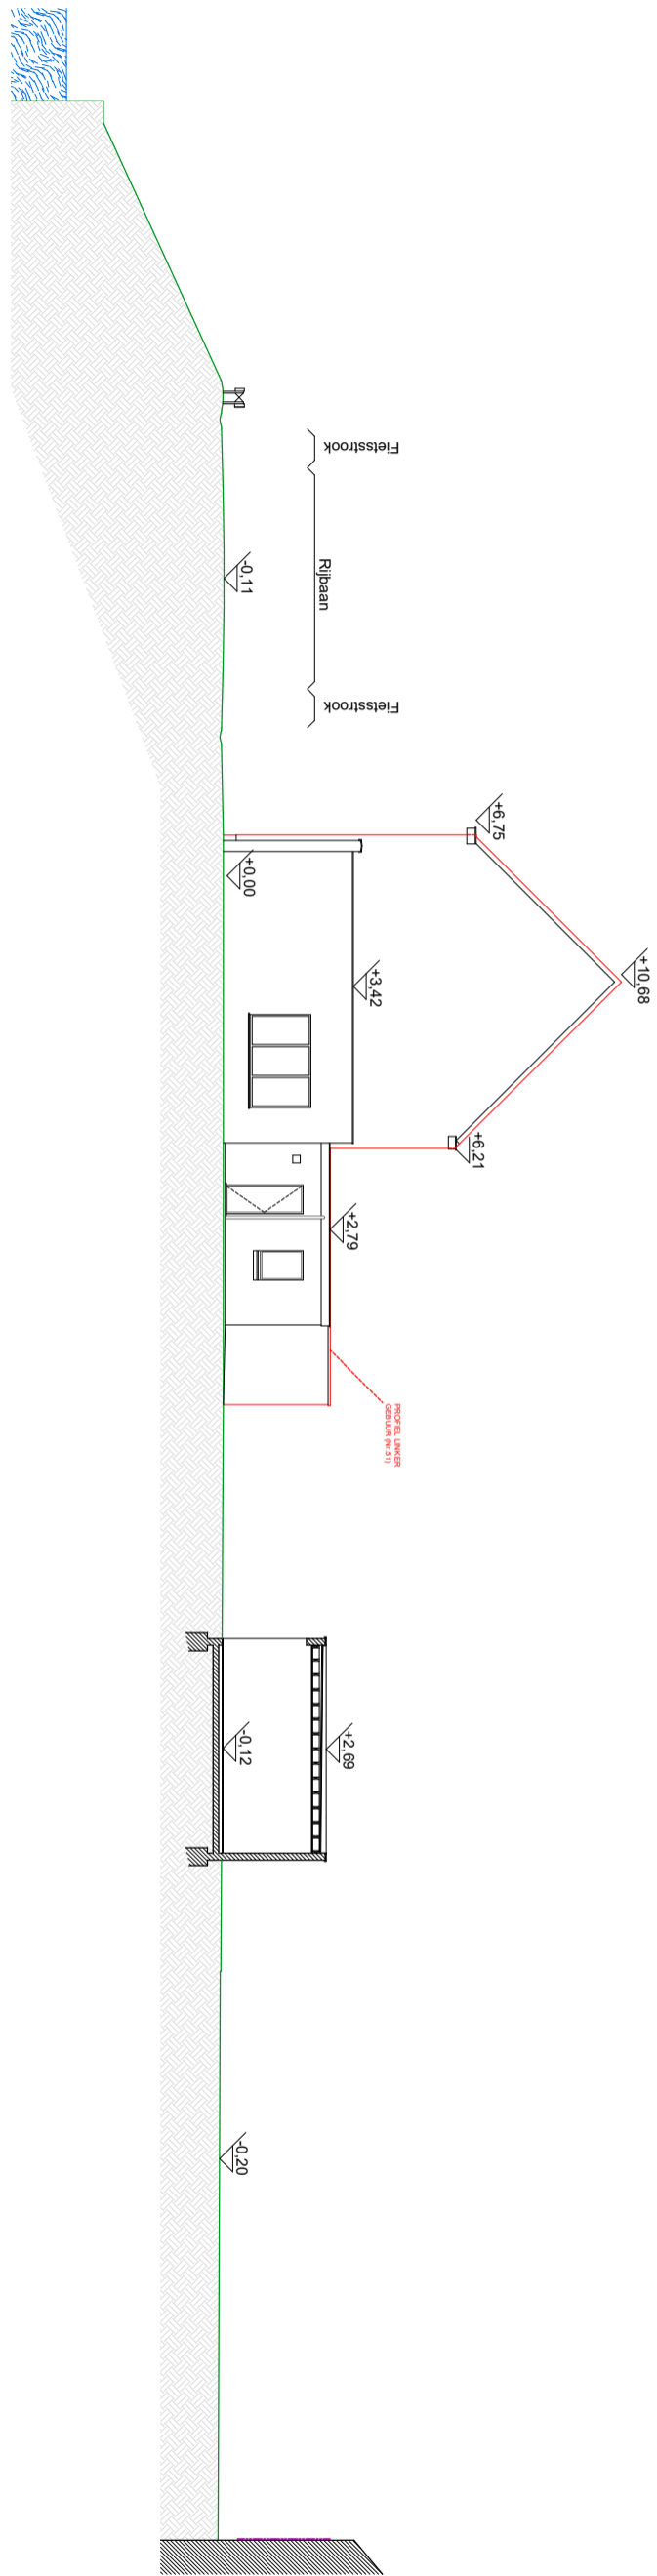 Fietsstrook
Rijbaan
Fietsstrook
-0,11
+6,75
+0,00
+10,68
+3,42
+6,21
+2,79
PROFIEL LINKER
GEBUUR (Nr.51)
+2,69
-0,12
-0,20